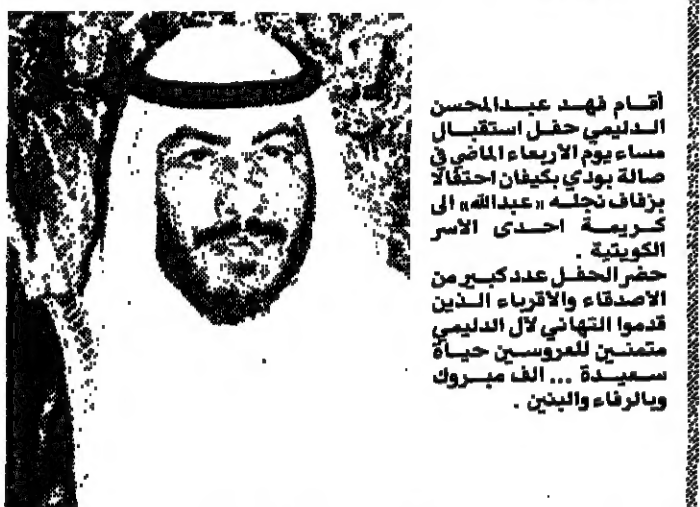 أقام فهد عبدالمحسن
الدليمي حفل استقبال
مساء يوم الاربعاء الماضي في
صالة بودي بكيفان احتفالا
بزفاف نجله «عبدالله» الى
كريمة احدى الاسر
الكويتية .
حضر الحفل عدد كبير من
الاصدقاء والاقرباء الذين
قدموا التهاني لآل الدليمي
متمنين للعروسين حياة
سعيدة ... الف مبروك
وبالرفاء والبنين .